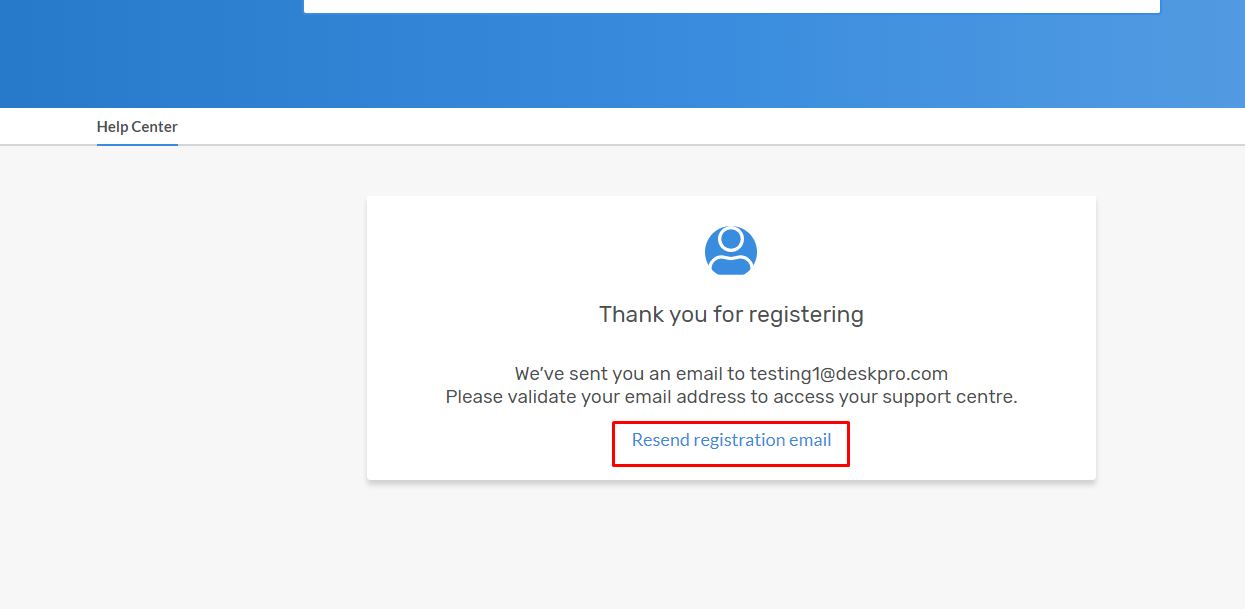 Help Center
Thank you for registering
We’ve sent you an email to testing1@deskpro.com
Please validate your email address to access your support centre.
Resend registration email